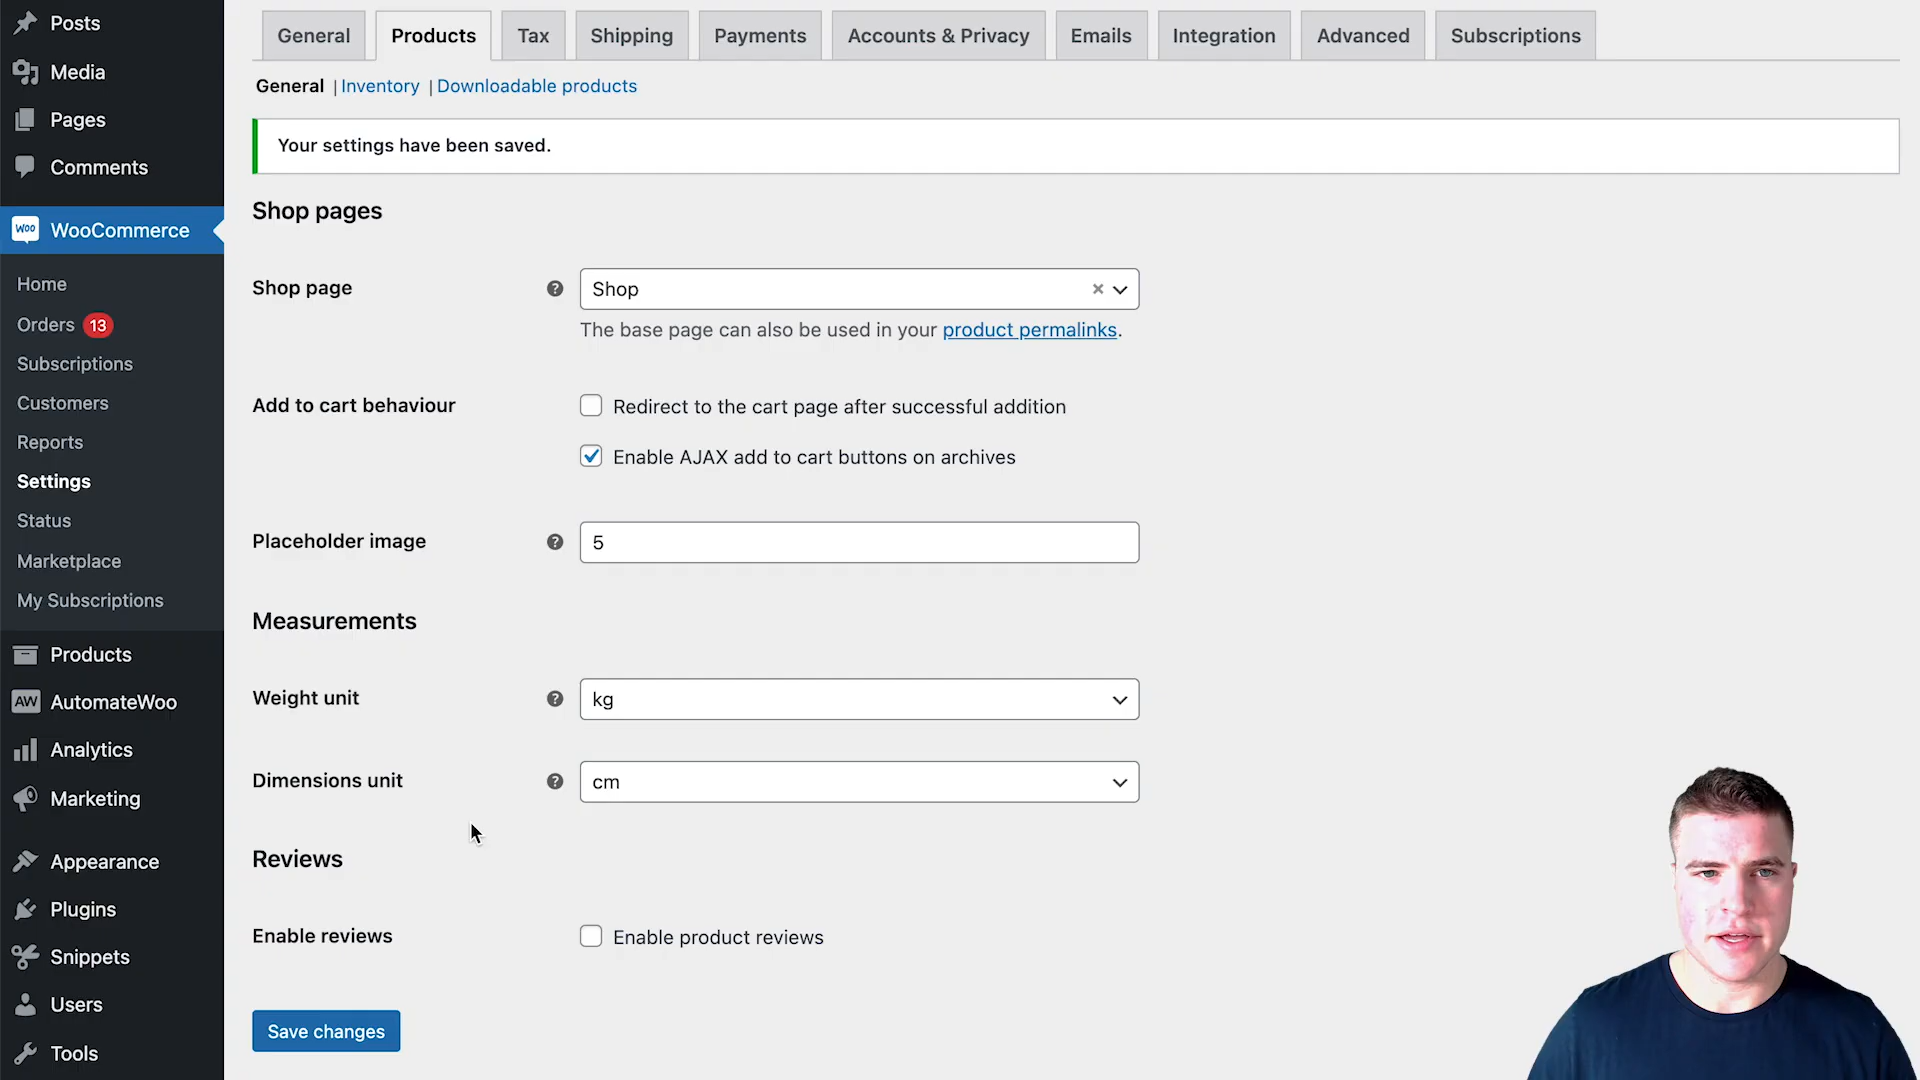 Posts
Media
Pages
Comments
WOO WooCommerce
Home
Orders 13
Subscriptions
Customers
Reports
Settings
Status
Marketplace
My Subscriptions
Products
AW AutomateWoo
Analytics
Marketing
Appearance
Plugins
Snippets
Users
Tools
General Products Tax Shipping Payments Accounts & Privacy Emails Integration Advanced Subscriptions
General | Inventory | Downloadable products
Your settings have been saved.
Shop pages
Shop page ? Shop ×
The base page can also be used in your product permalinks.
Add to cart behaviour Redirect to the cart page after successful addition
Enable AJAX add to cart buttons on archives
Placeholder image ? 5
Measurements
Weight unit ? kg
Dimensions unit ? cm
Reviews
Enable reviews Enable product reviews
Save changes